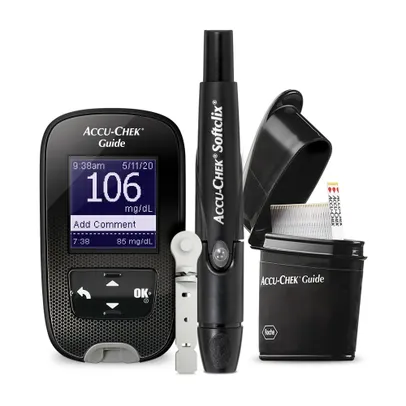 ACCU-CHEK®
Guide
9:38am 5/11/20
106
mg/dL
Add Comment
7:38 85 mg/dL
OK
ACCU-CHEK® Softclix®
ACCU-CHEK® Guide
Roche